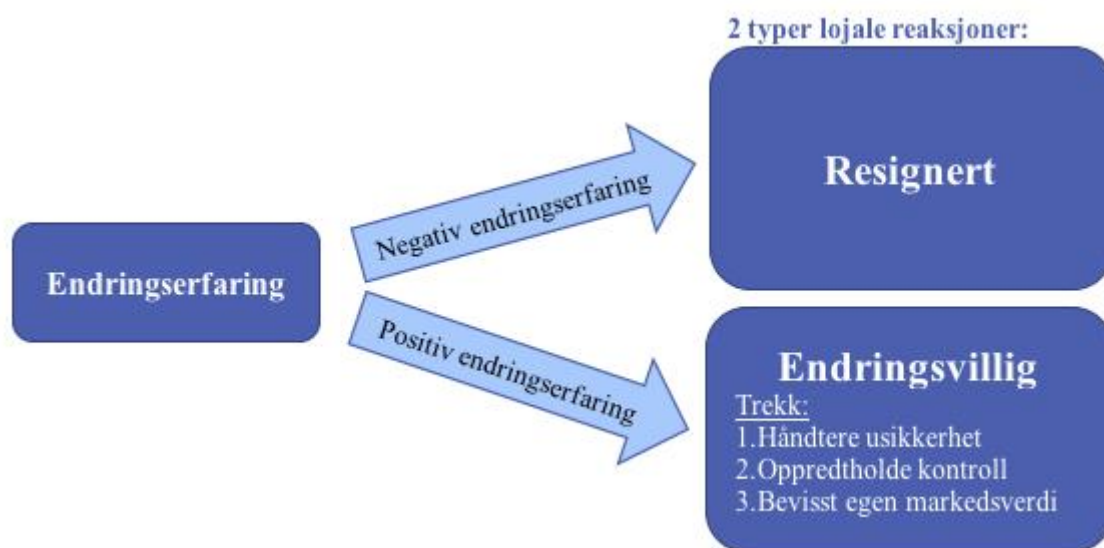 2 typer lojale reaksjoner:
Resignert
Negativ endringserfaring
Endringserfaring
Positiv endringserfaring
Endringsvillig
Trekk:
1.Håndtere usikkerhet
2.Oppredtholde kontroll
3.Bevisst egen markedsverdi